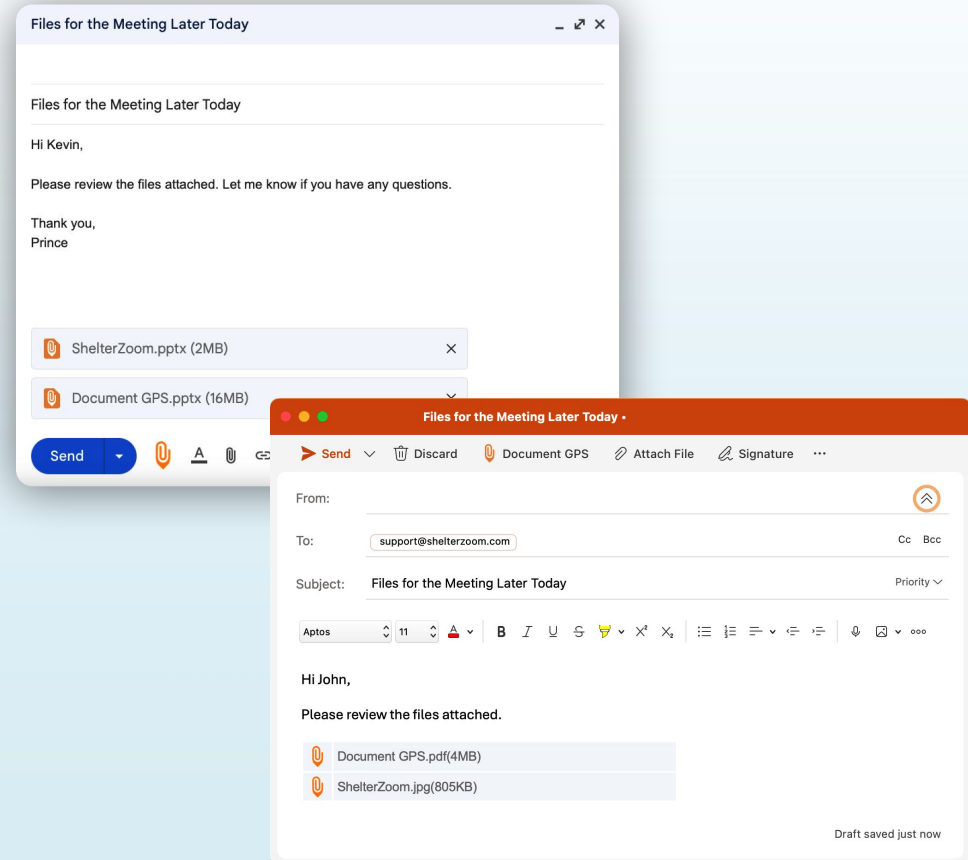 Files for the Meeting Later Today
Files for the Meeting Later Today
Hi Kevin,
Please review the files attached. Let me know if you have any questions.
Thank you,
Prince
ShelterZoom.pptx (2MB)
Document GPS.pptx (16MB)
Send
A
Files for the Meeting Later Today •
Send
Discard
Document GPS
Attach File
Signature
From:
To: support@shelterzoom.com Cc Bcc
Subject: Files for the Meeting Later Today Priority
Aptos 11 A B I U S X² X₂
Hi John,
Please review the files attached.
Document GPS.pdf(4MB)
ShelterZoom.jpg(805KB)
Draft saved just now